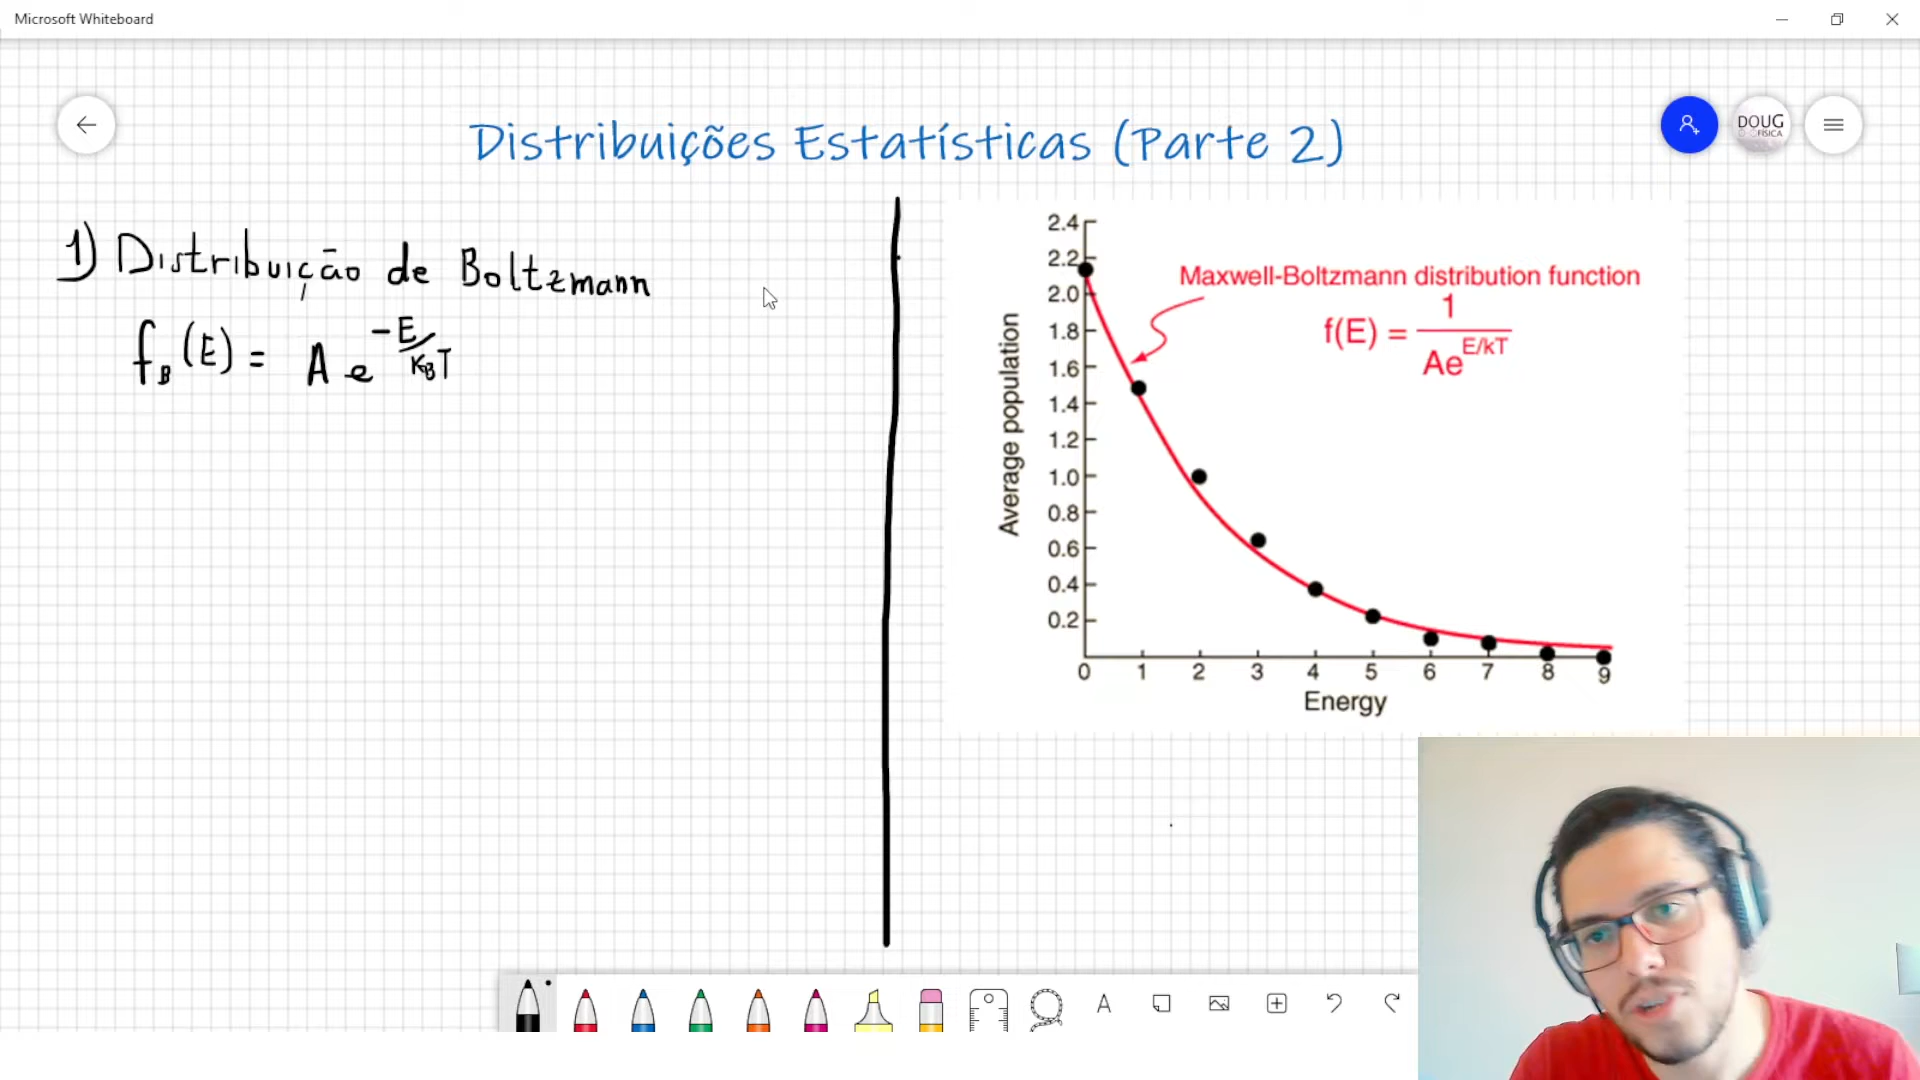 Microsoft Whiteboard
Distribuições Estatísticas (Parte 2)
DOUG
FÍSICA
1) Distribuição de Boltzmann
f_B(E) = A e^{-E/K_BT}
Maxwell-Boltzmann distribution function
f(E) = 1/Ae^{E/kT}
Average population
2.4
2.2
2.0
1.8
1.6
1.4
1.2
1.0
0.8
0.6
0.4
0.2
0 1 2 3 4 5 6 7 8 9
Energy